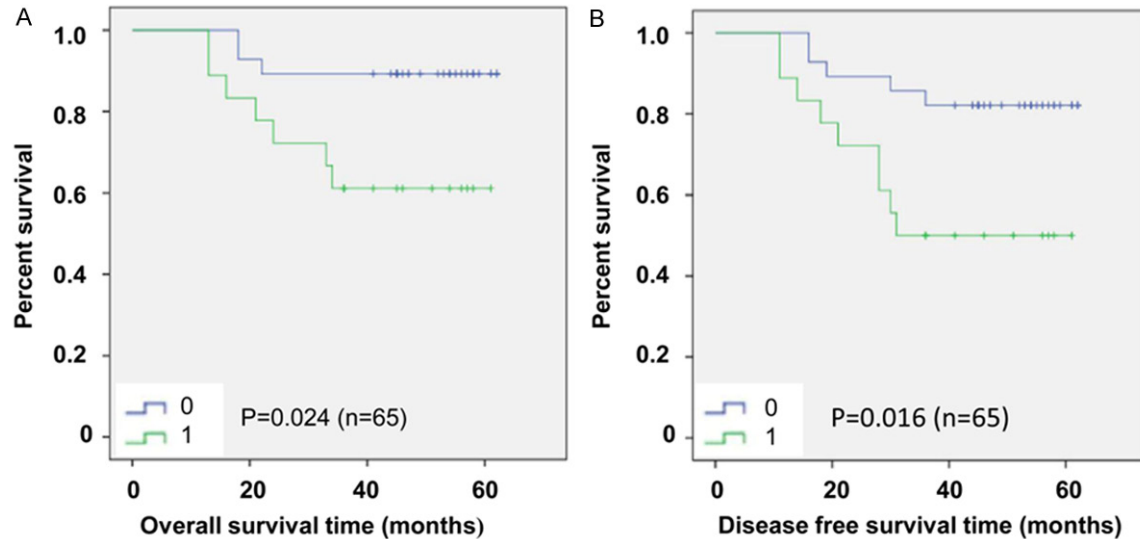 A
Percent survival
1.0
0.8
0.6
0.4
0.2
0
0
1
P=0.024 (n=65)
0 20 40 60
Overall survival time (months)
B
Percent survival
1.0
0.8
0.6
0.4
0.2
0
0
1
P=0.016 (n=65)
0 20 40 60
Disease free survival time (months)